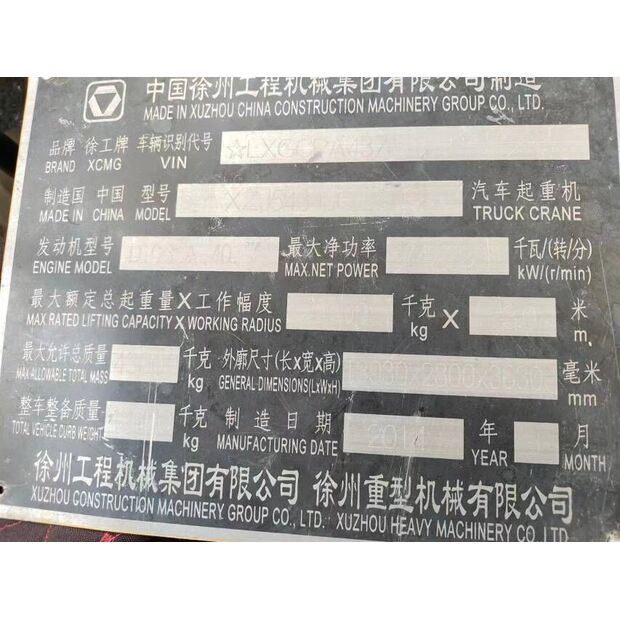 中国徐州工程机械集团有限公司制造
MADE IN XUZHOU CHINA CONSTRUCTION MACHINERY GROUP CO., LTD.
品牌 徐工牌 车辆识别代号
BRAND XCMG VIN
制造国 中国 型号 汽车起重机
MADE IN CHINA MODEL TRUCK CRANE
发动机型号 最大净功率 千瓦/(转/分)
ENGINE MODEL MAX.NET POWER kW/(r/min)
最大额定总起重量X工作幅度 千克 X 米
MAX RATED LIFTING CAPACITY X WORKING RADIUS kg m.
最大允许总质量 千克 外廓尺寸(长X宽X高) 毫米
MAX ALLOWABLE TOTAL MASS kg GENERAL DIMENSIONS(LxWxH) mm
整车整备质量 千克 制造日期 2014 年 月
TOTAL VEHICLE CURB WEIGHT kg MANUFACTURING DATE YEAR MONTH
徐州工程机械集团有限公司 徐州重型机械有限公司
XUZHOU CONSTRUCTION MACHINERY GROUP CO., LTD. XUZHOU HEAVY MACHINERY CO., LTD